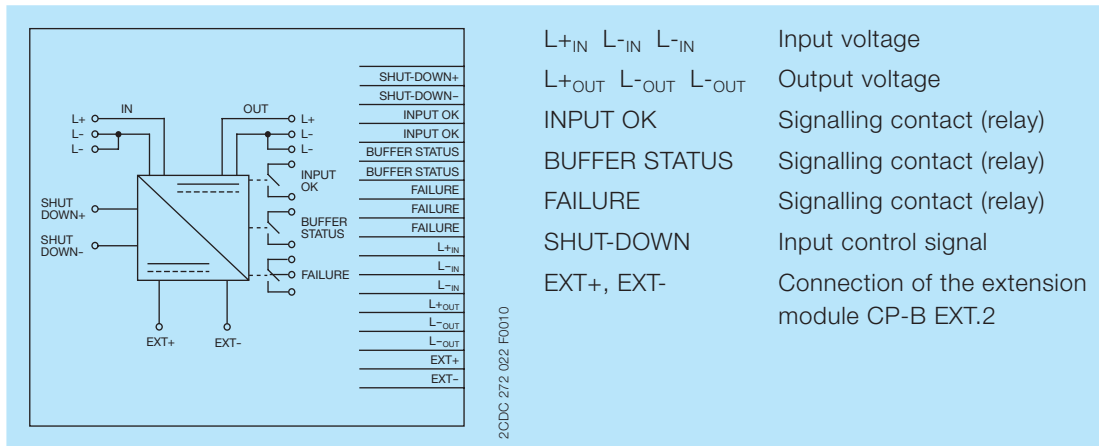 IN
OUT
L+
L-
L-
L+
L-
L-
INPUT
OK
SHUT
DOWN+
SHUT
DOWN-
BUFFER
STATUS
FAILURE
EXT+
EXT-
SHUT-DOWN+
SHUT-DOWN-
INPUT OK
INPUT OK
BUFFER STATUS
BUFFER STATUS
FAILURE
FAILURE
FAILURE
L+IN
L-IN
L-IN
L+OUT
L-OUT
L-OUT
EXT+
EXT-
2CDC 272 022 F0010
L+IN L-IN L-IN Input voltage
L+OUT L-OUT L-OUT Output voltage
INPUT OK Signalling contact (relay)
BUFFER STATUS Signalling contact (relay)
FAILURE Signalling contact (relay)
SHUT-DOWN Input control signal
EXT+, EXT- Connection of the extension
module CP-B EXT.2